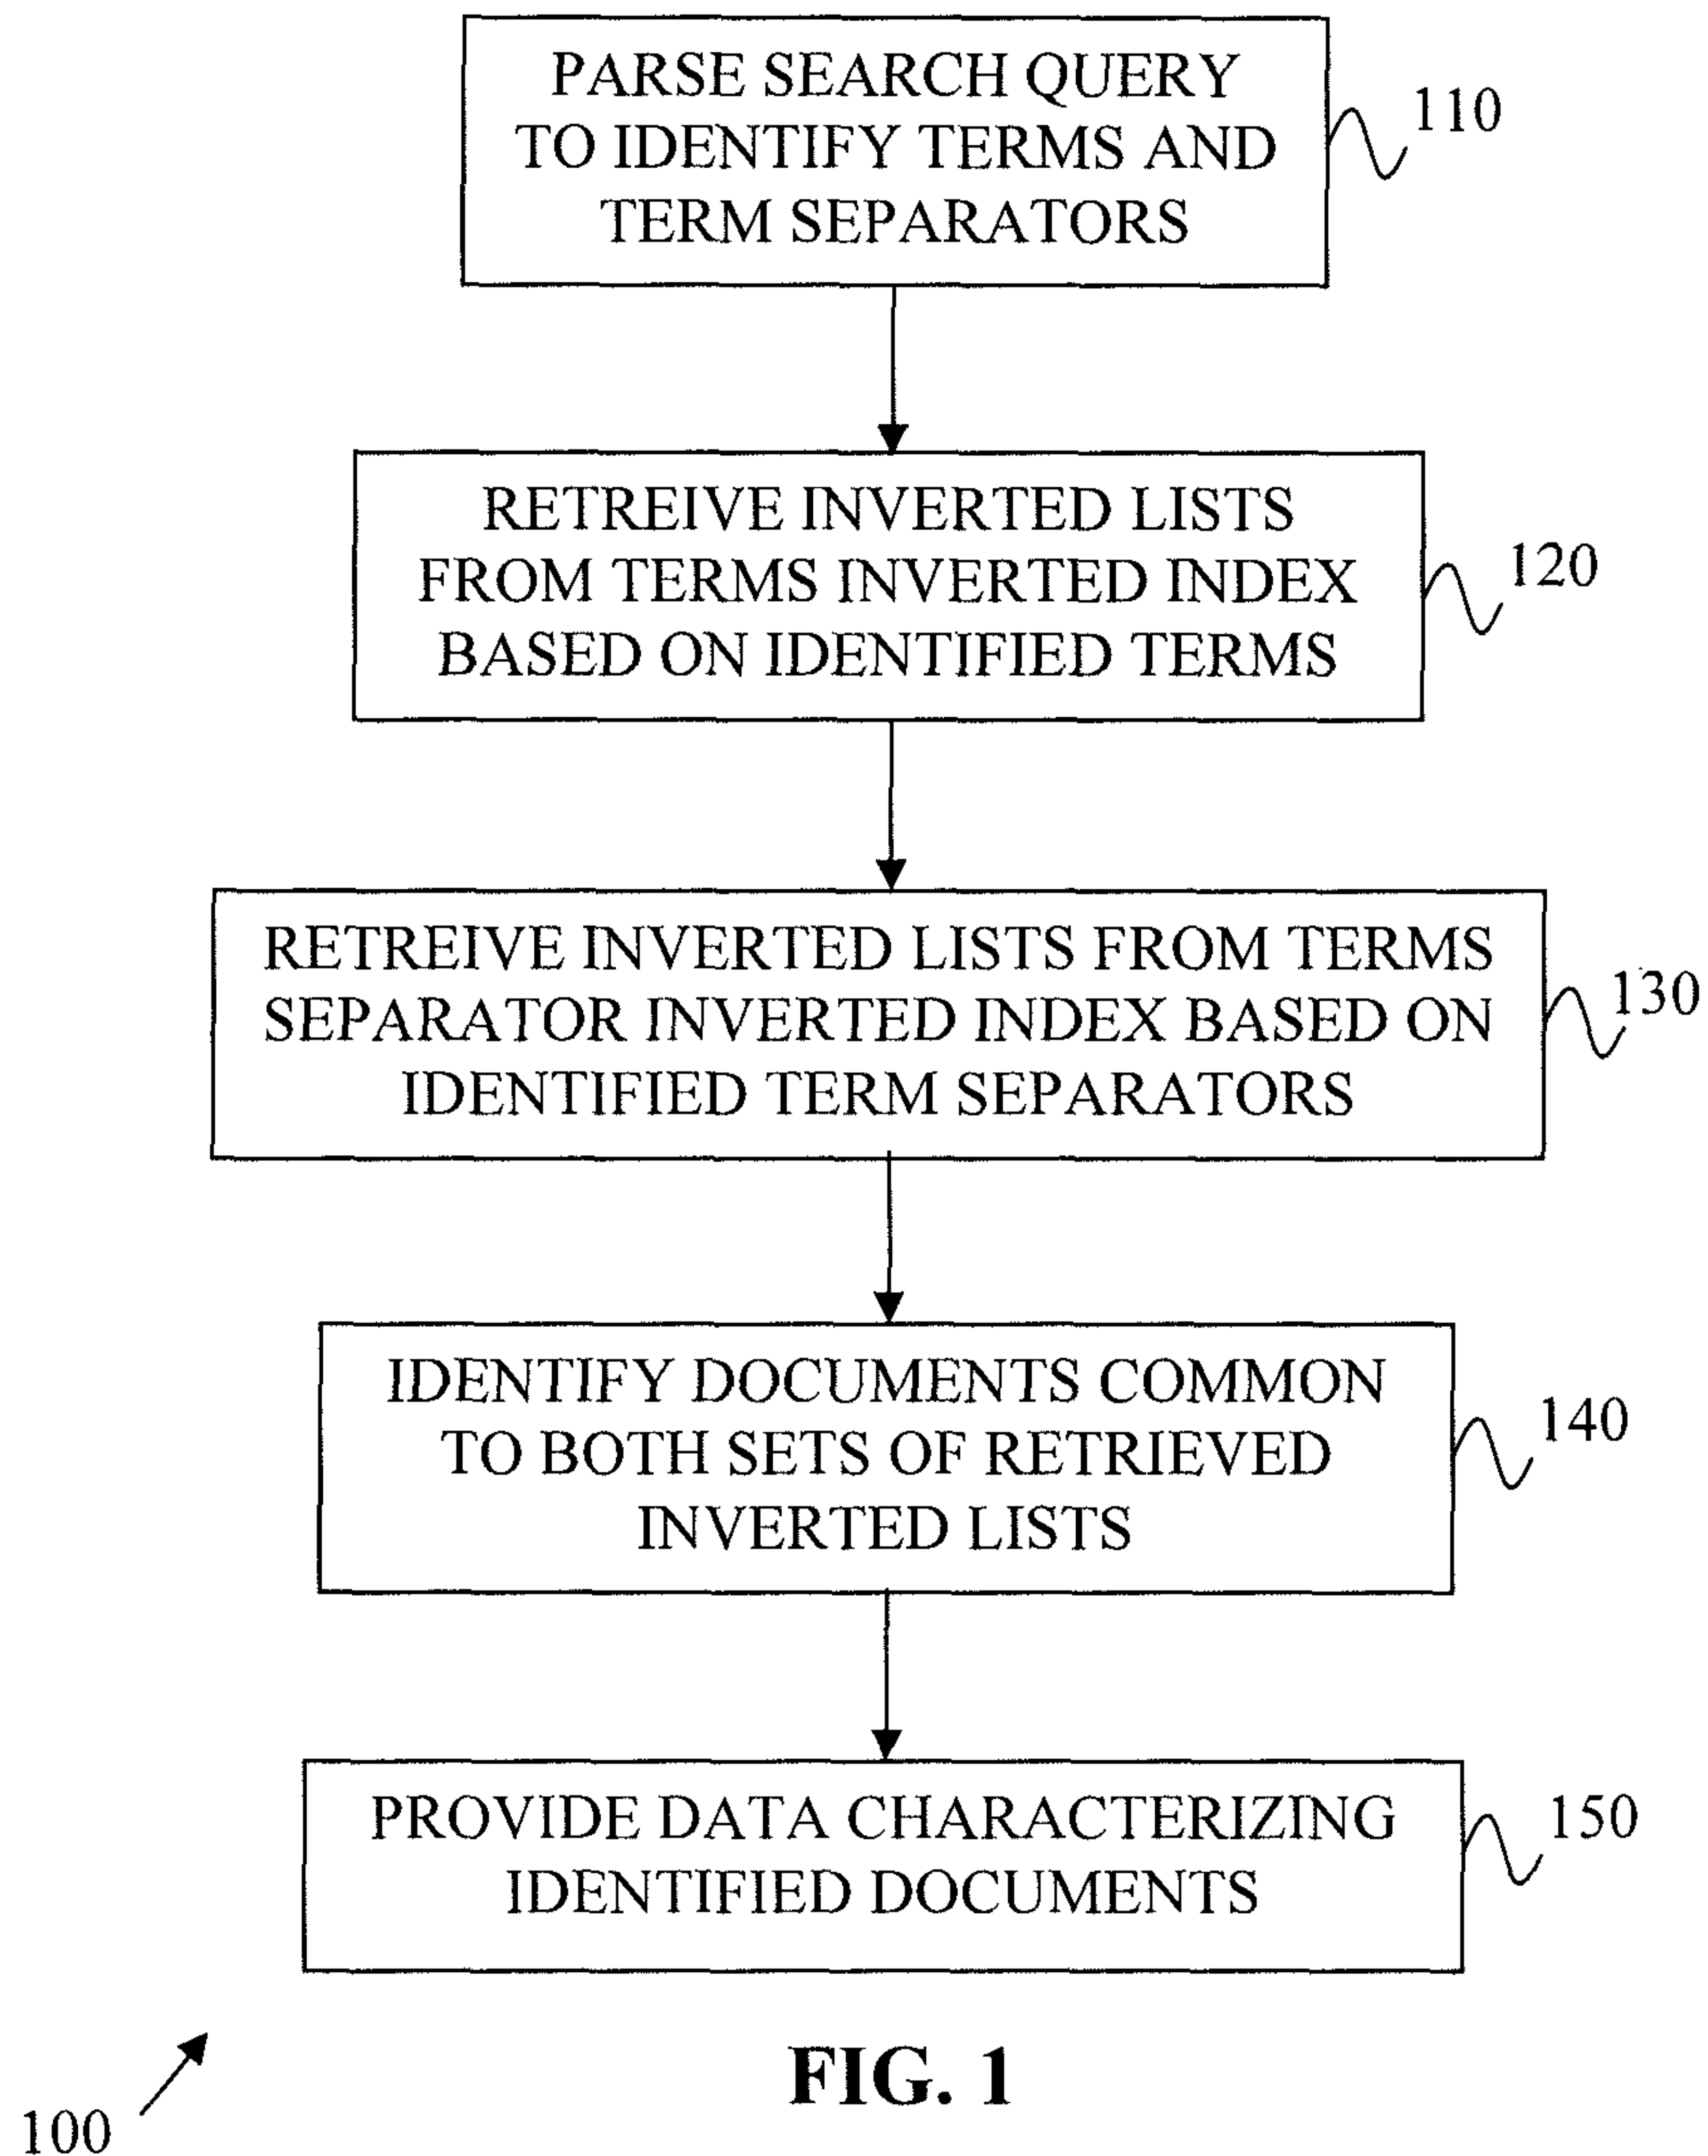 PARSE SEARCH QUERY
TO IDENTIFY TERMS AND
TERM SEPARATORS
110
RETREIVE INVERTED LISTS
FROM TERMS INVERTED INDEX
BASED ON IDENTIFIED TERMS
120
RETREIVE INVERTED LISTS FROM TERMS
SEPARATOR INVERTED INDEX BASED ON
IDENTIFIED TERM SEPARATORS
130
IDENTIFY DOCUMENTS COMMON
TO BOTH SETS OF RETRIEVED
INVERTED LISTS
140
PROVIDE DATA CHARACTERIZING
IDENTIFIED DOCUMENTS
150
FIG. 1
100